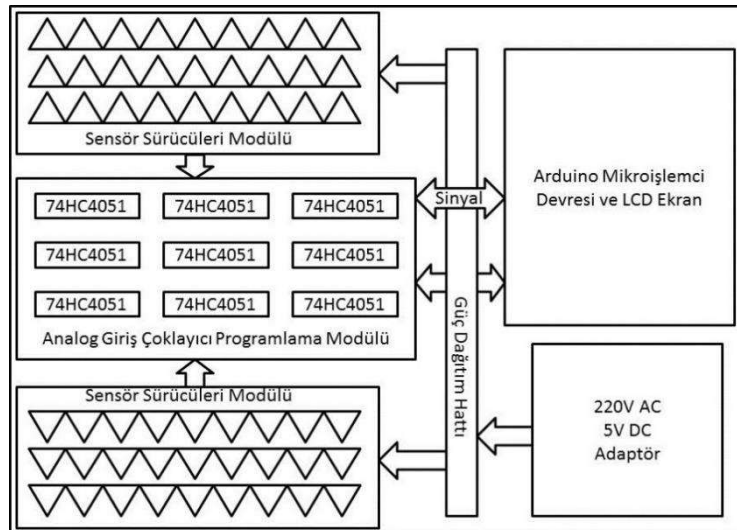 Sensör Sürücüleri Modülü
74HC4051 74HC4051 74HC4051
74HC4051 74HC4051 74HC4051
74HC4051 74HC4051 74HC4051
Analog Giriş Çoklayıcı Programlama Modülü
Sensör Sürücüleri Modülü
Sinyal
Güç Dağıtım Hattı
Arduino Mikroişlemci
Devresi ve LCD Ekran
220V AC
5V DC
Adaptör